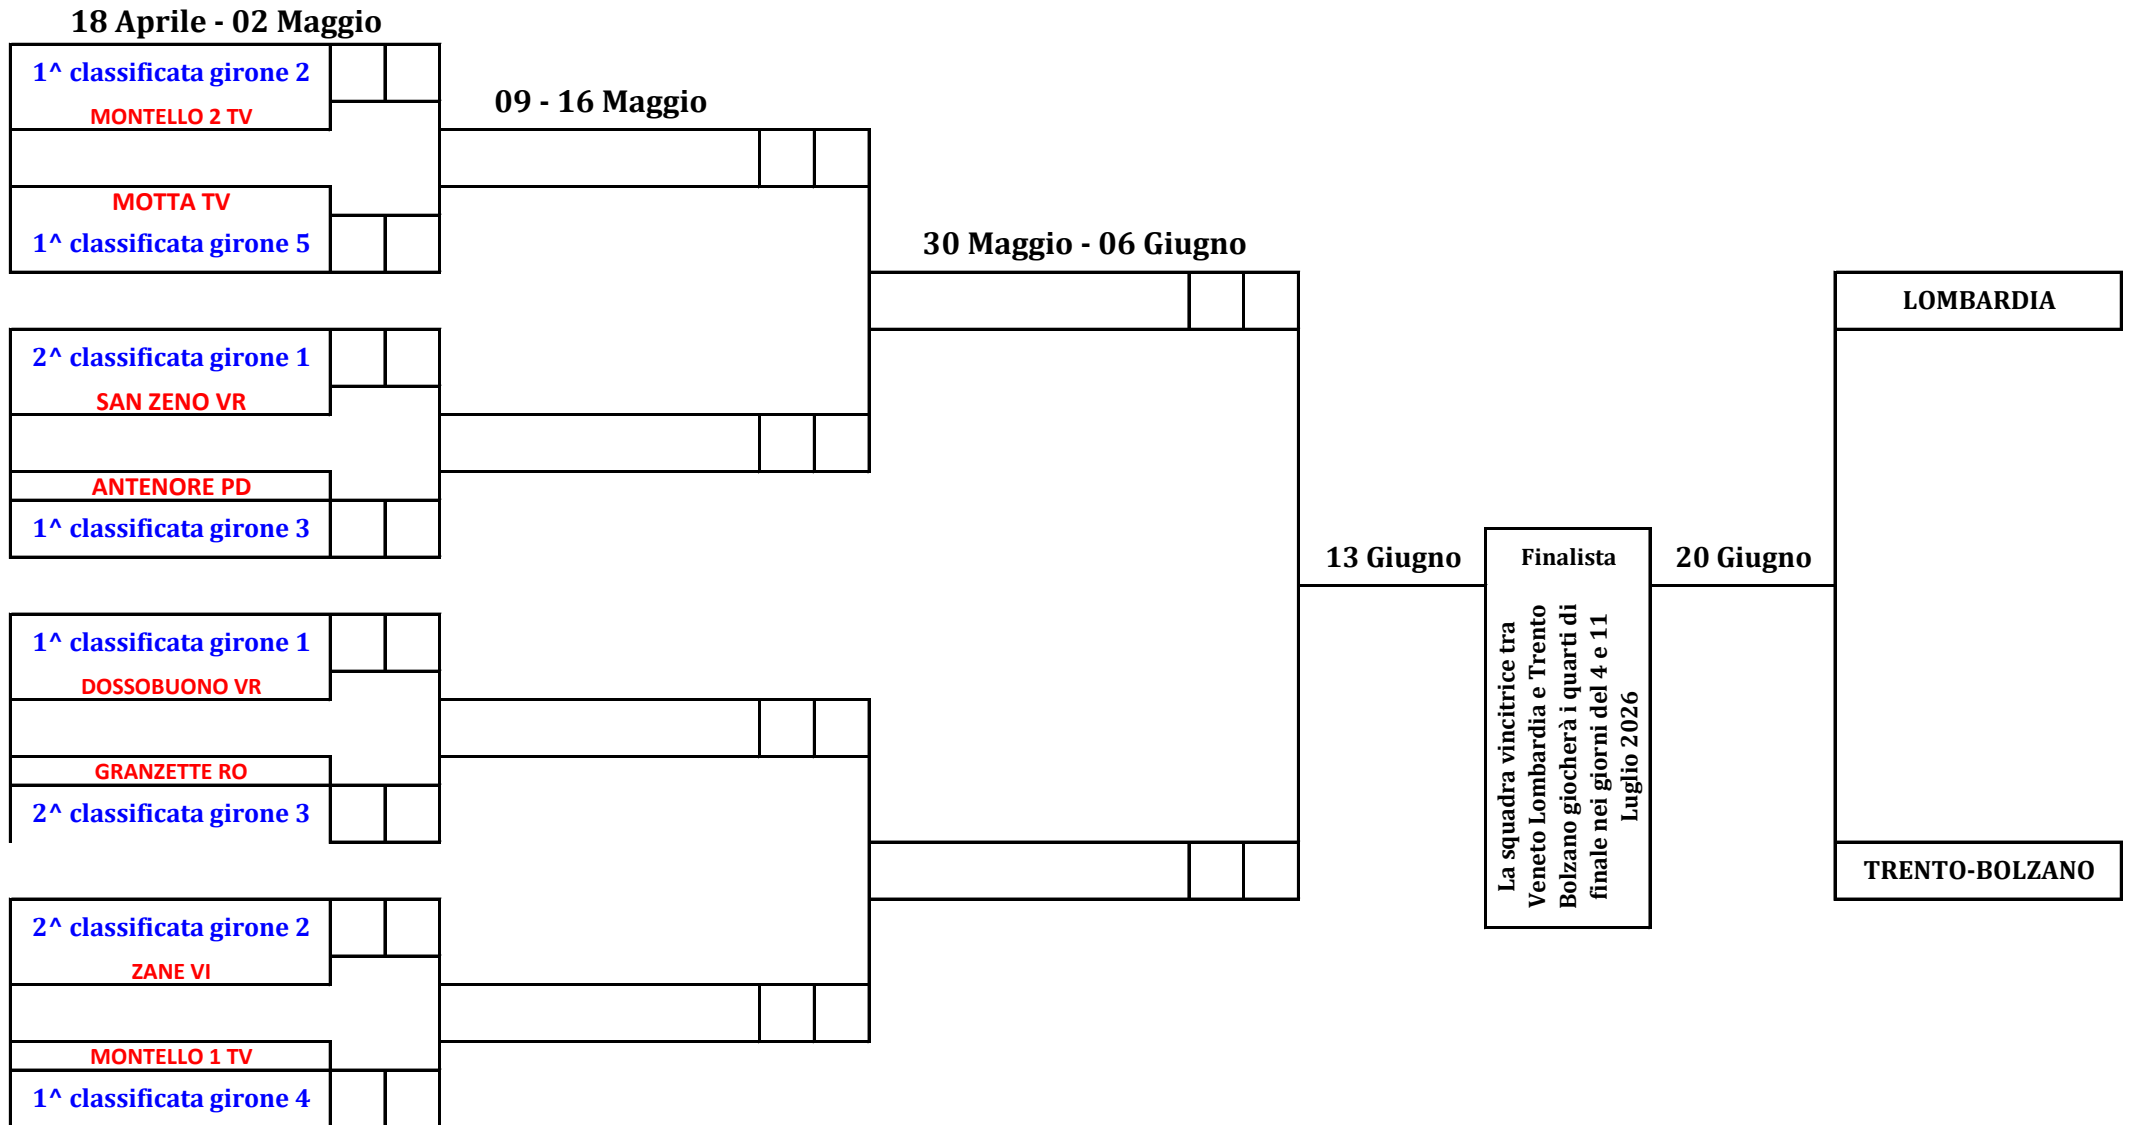 18 Aprile - 02 Maggio
1^ classificata girone 2
MONTELLO 2 TV
MOTTA TV
1^ classificata girone 5
2^ classificata girone 1
SAN ZENO VR
ANTENORE PD
1^ classificata girone 3
1^ classificata girone 1
DOSSOBUONO VR
GRANZETTE RO
2^ classificata girone 3
2^ classificata girone 2
ZANE VI
MONTELLO 1 TV
1^ classificata girone 4
09 - 16 Maggio
30 Maggio - 06 Giugno
13 Giugno
Finalista
La squadra vincitrice tra
Veneto Lombardia e Trento
Bolzano giocherà i quarti di
finale nei giorni del 4 e 11
Luglio 2026
20 Giugno
LOMBARDIA
TRENTO-BOLZANO